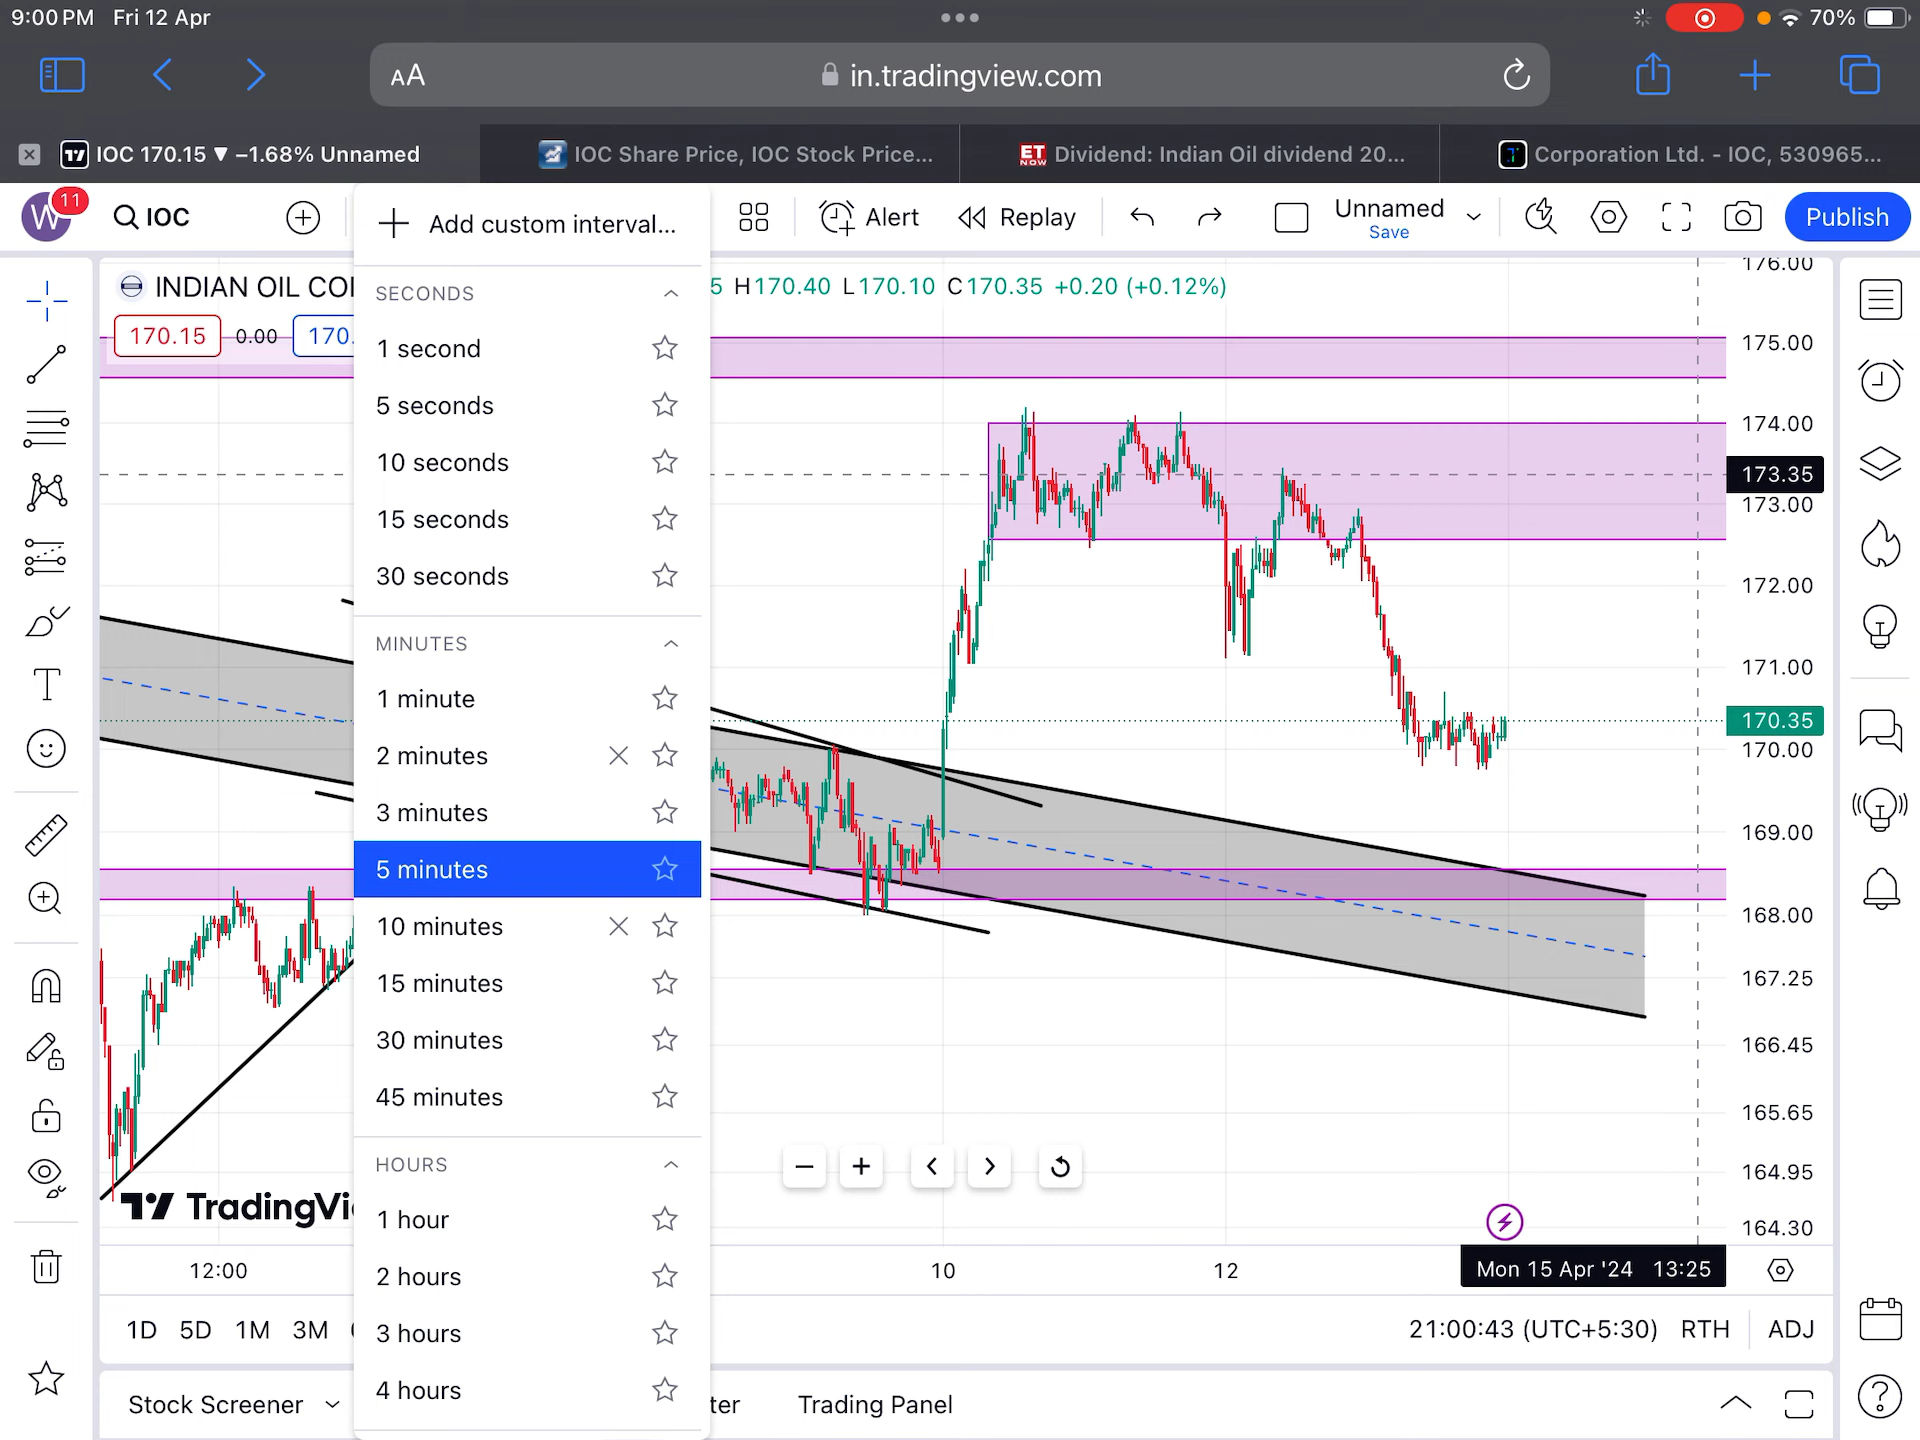 9:00 PM Fri 12 Apr
70%
AA
in.tradingview.com
IOC 170.15 ▼ −1.68% Unnamed
IOC Share Price, IOC Stock Price...
ET NOW
Dividend: Indian Oil dividend 20...
Corporation Ltd. - IOC, 530965...
W
11
IOC
Alert
Replay
Unnamed
Save
Publish
INDIAN OIL CO
5 H170.40 L170.10 C170.35 +0.20 (+0.12%)
170.15
0.00
170.
Add custom interval...
SECONDS
1 second
5 seconds
10 seconds
15 seconds
30 seconds
MINUTES
1 minute
2 minutes
3 minutes
5 minutes
10 minutes
15 minutes
30 minutes
45 minutes
HOURS
1 hour
2 hours
3 hours
4 hours
176.00
175.00
174.00
173.35
173.00
172.00
171.00
170.35
170.00
169.00
168.00
167.25
166.45
165.65
164.95
164.30
TradingVi
12:00
10
12
Mon 15 Apr '24 13:25
1D 5D 1M 3M
21:00:43 (UTC+5:30) RTH ADJ
Stock Screener
ter
Trading Panel